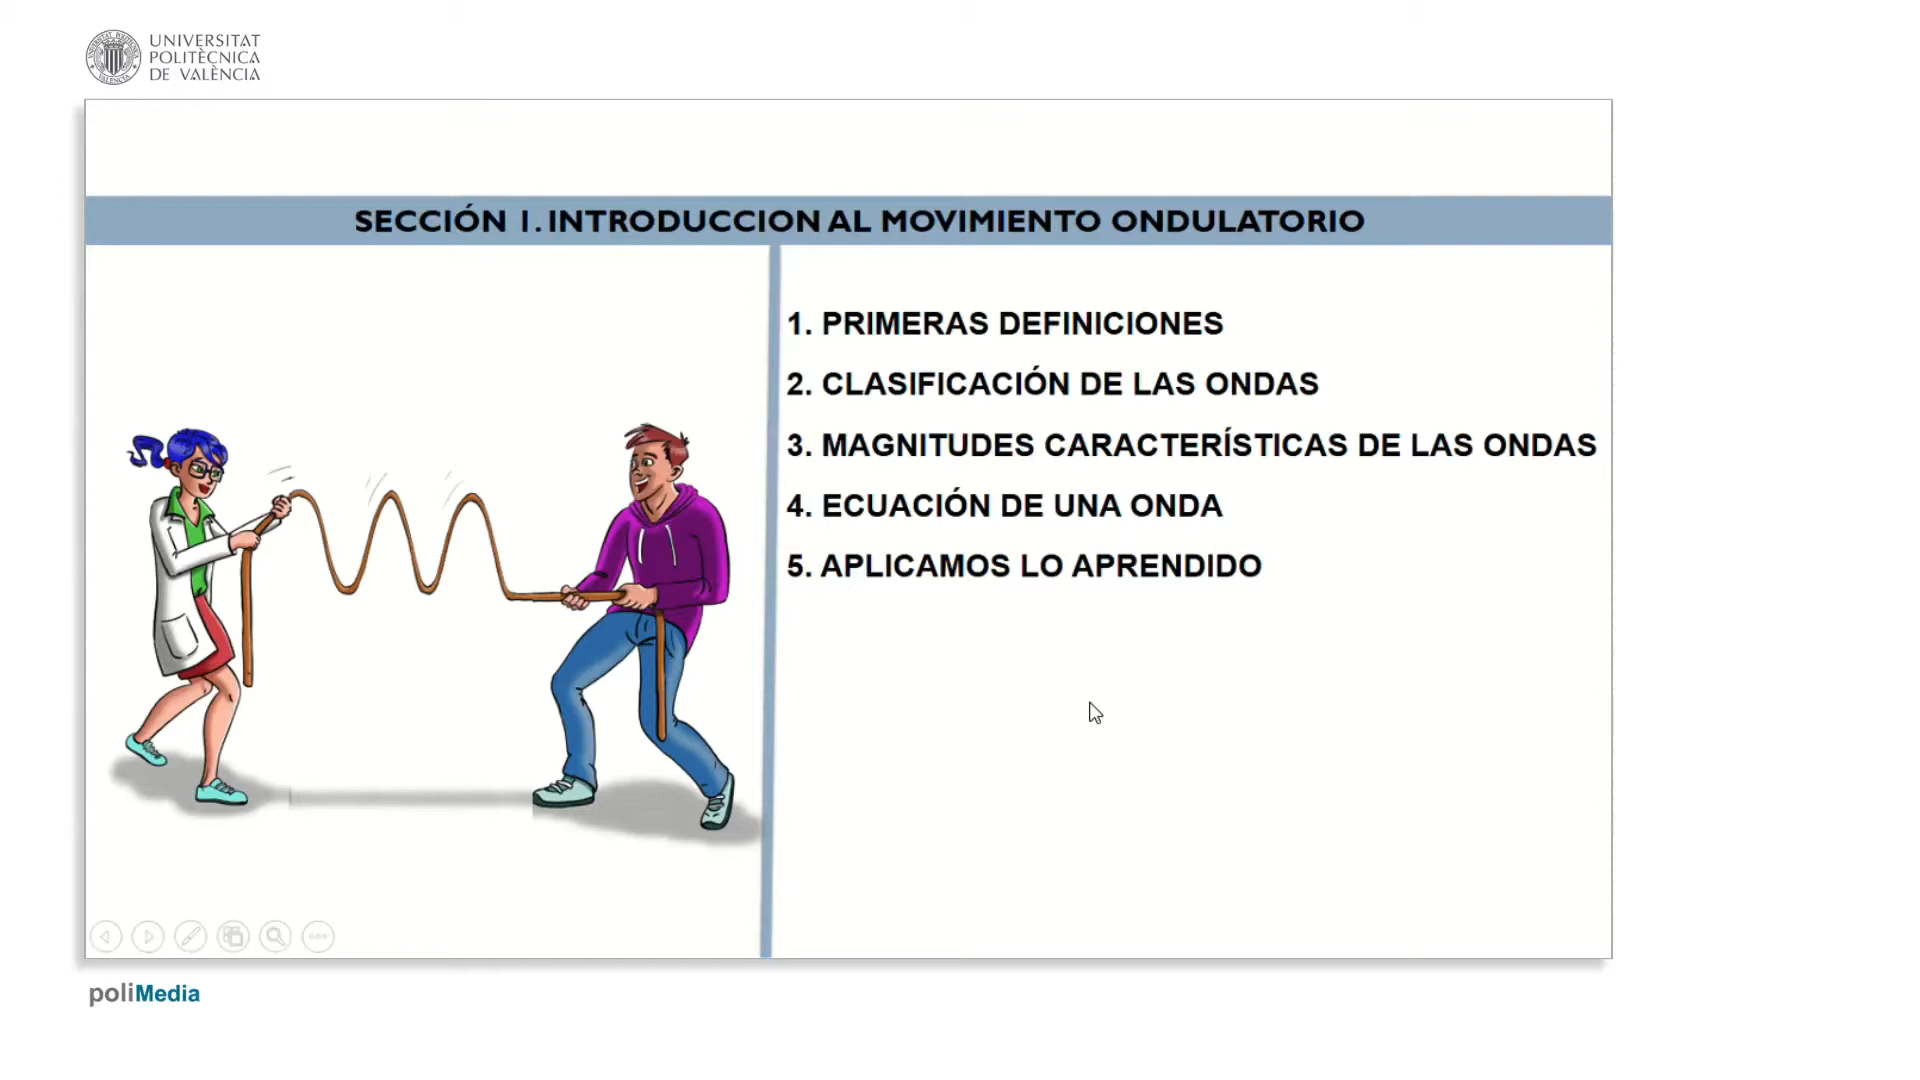 UNIVERSITAT
POLITÈCNICA
DE VALÈNCIA
SECCIÓN 1. INTRODUCCION AL MOVIMIENTO ONDULATORIO
1. PRIMERAS DEFINICIONES
2. CLASIFICACIÓN DE LAS ONDAS
3. MAGNITUDES CARACTERÍSTICAS DE LAS ONDAS
4. ECUACIÓN DE UNA ONDA
5. APLICAMOS LO APRENDIDO
poliMedia